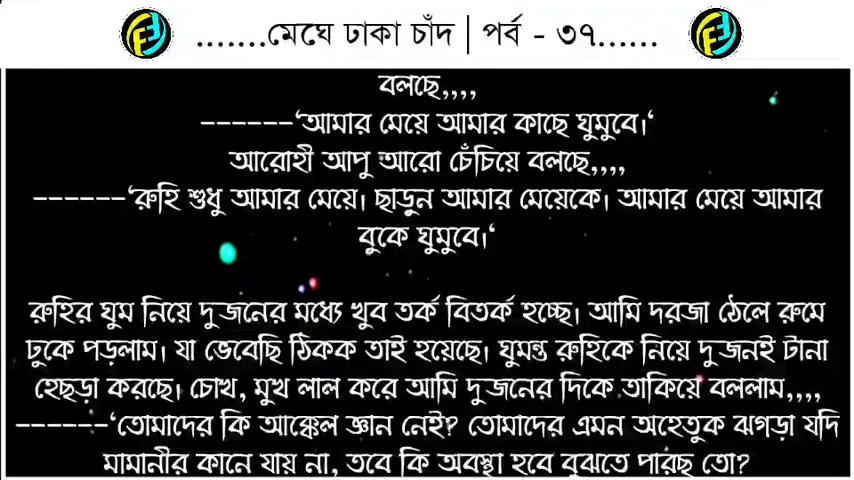 .......মেঘে ঢাকা চাঁদ | পর্ব - ৩৭......
বলছে,,,,
------‘আমার মেয়ে আমার কাছে ঘুমুবে।‘
আরোহী আপু আরো চেঁচিয়ে বলছে,,,,
------‘রুহি শুধু আমার মেয়ে। ছাড়ুন আমার মেয়েকে। আমার মেয়ে আমার
বুকে ঘুমুবে।‘
রুহির ঘুম নিয়ে দুজনের মধ্যে খুব তর্ক বিতর্ক হচ্ছে। আমি দরজা ঠেলে রুমে
ঢুকে পড়লাম। যা ভেবেছি ঠিকক তাই হয়েছে। ঘুমন্ত রুহিকে নিয়ে দুজনই টানা
হেছড়া করছে। চোখ, মুখ লাল করে আমি দুজনের দিকে তাকিয়ে বললাম,,,,
------‘তোমাদের কি আক্কেল জ্ঞান নেই? তোমাদের এমন অহেতুক ঝগড়া যদি
মামানীর কানে যায় না, তবে কি অবস্থা হবে বুঝতে পারছ তো?